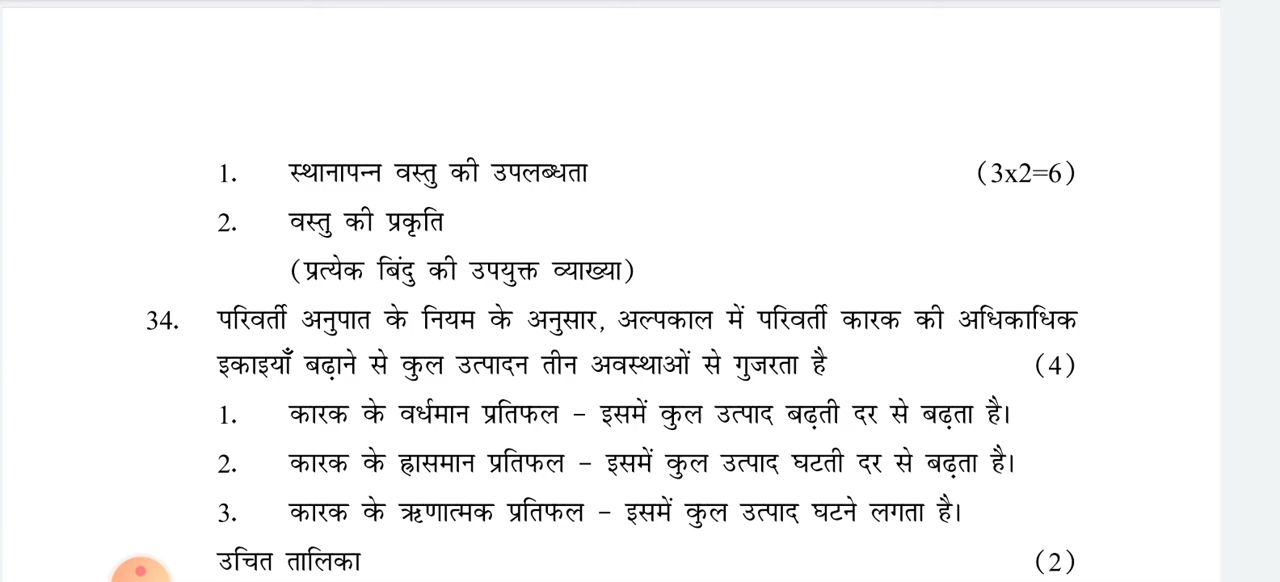 1. स्थानापन्न वस्तु की उपलब्धता (3x2=6)
2. वस्तु की प्रकृति
(प्रत्येक बिंदु की उपयुक्त व्याख्या)
34. परिवर्ती अनुपात के नियम के अनुसार, अल्पकाल में परिवर्ती कारक की अधिकाधिक
इकाइयाँ बढ़ाने से कुल उत्पादन तीन अवस्थाओं से गुजरता है (4)
1. कारक के वर्धमान प्रतिफल – इसमें कुल उत्पाद बढ़ती दर से बढ़ता है।
2. कारक के ह्रासमान प्रतिफल – इसमें कुल उत्पाद घटती दर से बढ़ता है।
3. कारक के ऋणात्मक प्रतिफल – इसमें कुल उत्पाद घटने लगता है।
उचित तालिका (2)